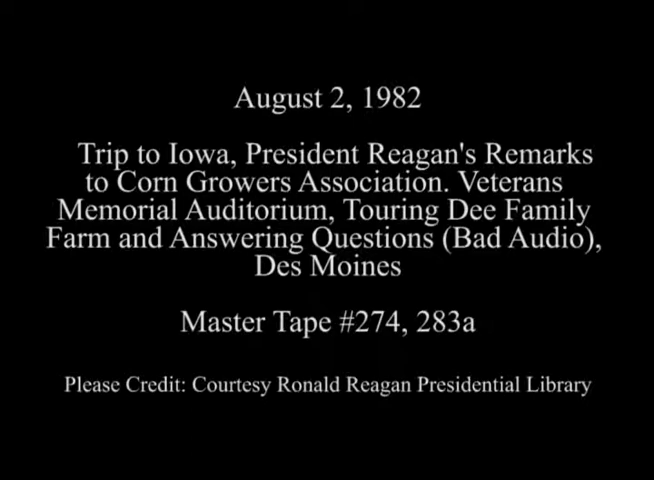 August 2, 1982
Trip to Iowa, President Reagan's Remarks
to Corn Growers Association. Veterans
Memorial Auditorium, Touring Dee Family
Farm and Answering Questions (Bad Audio),
Des Moines
Master Tape #274, 283a
Please Credit: Courtesy Ronald Reagan Presidential Library